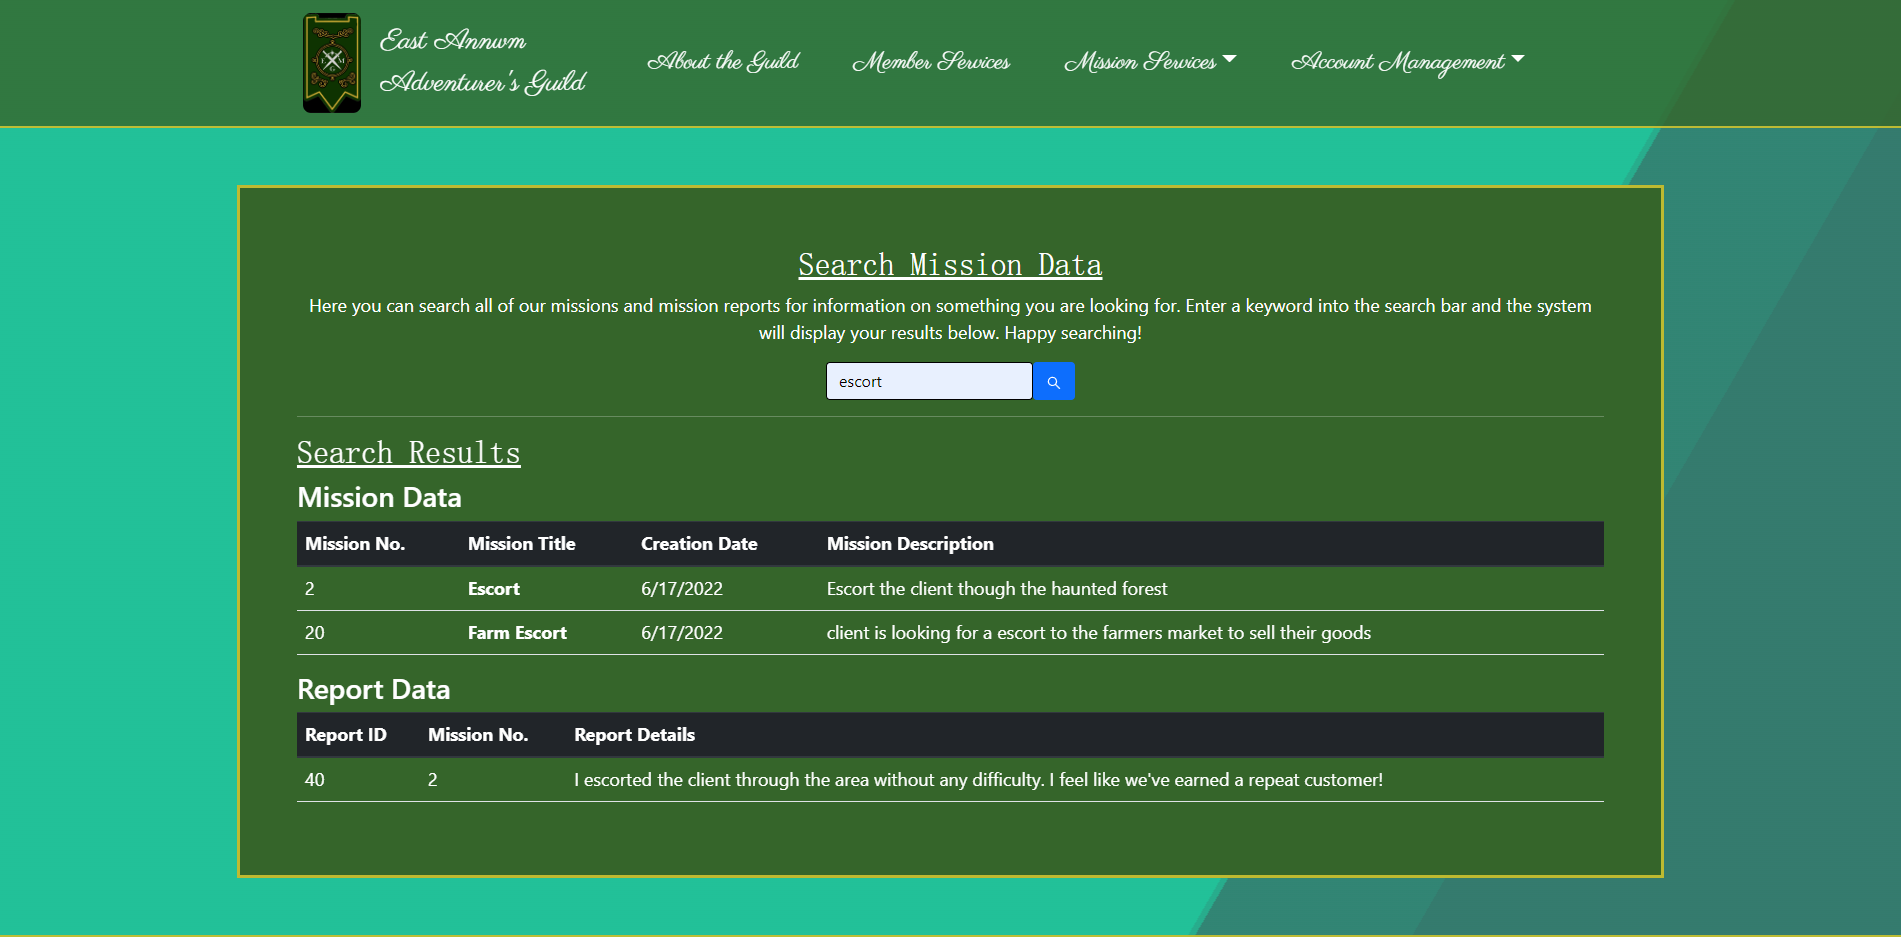 East Annwm
Adventurer's Guild
About the Guild
Member Services
Mission Services
Account Management
Search Mission Data
Here you can search all of our missions and mission reports for information on something you are looking for. Enter a keyword into the search bar and the system
will display your results below. Happy searching!
escort
Search Results
Mission Data
Mission No. Mission Title Creation Date Mission Description
2 Escort 6/17/2022 Escort the client though the haunted forest
20 Farm Escort 6/17/2022 client is looking for a escort to the farmers market to sell their goods
Report Data
Report ID Mission No. Report Details
40 2 I escorted the client through the area without any difficulty. I feel like we've earned a repeat customer!